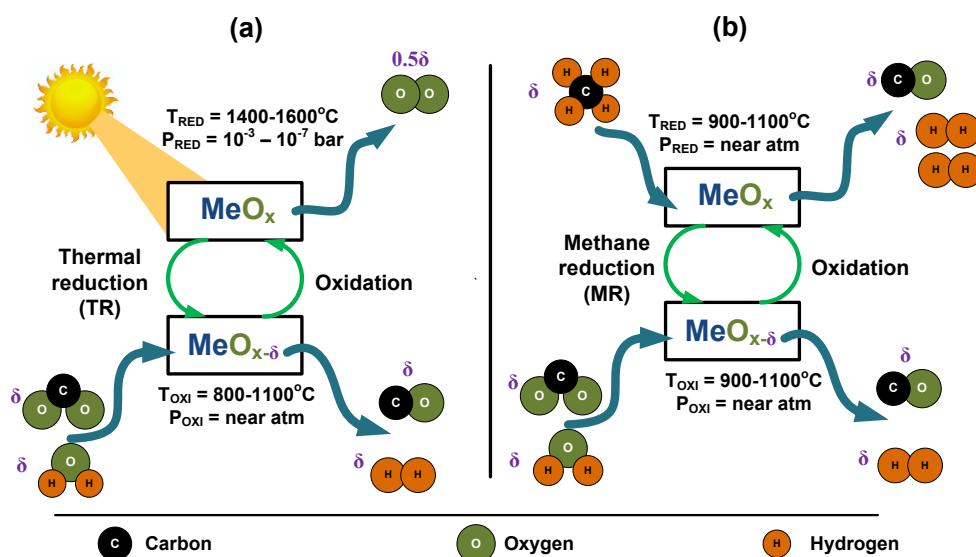 (a)
0.5δ
O O
T_RED = 1400-1600°C
P_RED = 10⁻³ – 10⁻⁷ bar
MeOₓ
Thermal
reduction
(TR)
Oxidation
MeOₓ₋δ
δ
C
O O
T_OXI = 800-1100°C
P_OXI = near atm
δ
C O
δ
O
H H
δ
H H
(b)
δ
H H
C
H H
T_RED = 900-1100°C
P_RED = near atm
δ
C O
δ
H H
H H
MeOₓ
Methane
reduction
(MR)
Oxidation
MeOₓ₋δ
δ
C
O O
T_OXI = 900-1100°C
P_OXI = near atm
δ
C O
δ
O
H H
δ
H H
C Carbon
O Oxygen
H Hydrogen